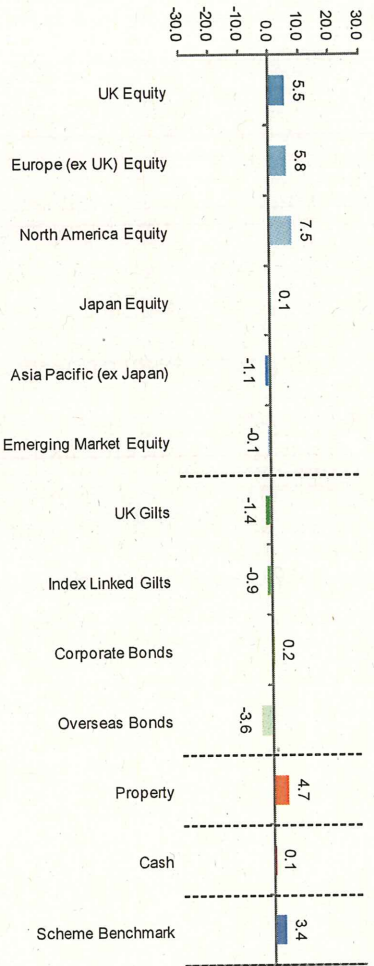 30.0
20.0
10.0
0.0
-10.0
-20.0
-30.0
UK Equity
5.5
Europe (ex UK) Equity
5.8
North America Equity
7.5
Japan Equity
0.1
Asia Pacific (ex Japan)
-1.1
Emerging Market Equity
-0.1
UK Gilts
-1.4
Index Linked Gilts
-0.9
Corporate Bonds
0.2
Overseas Bonds
-3.6
Property
4.7
Cash
0.1
Scheme Benchmark
3.4